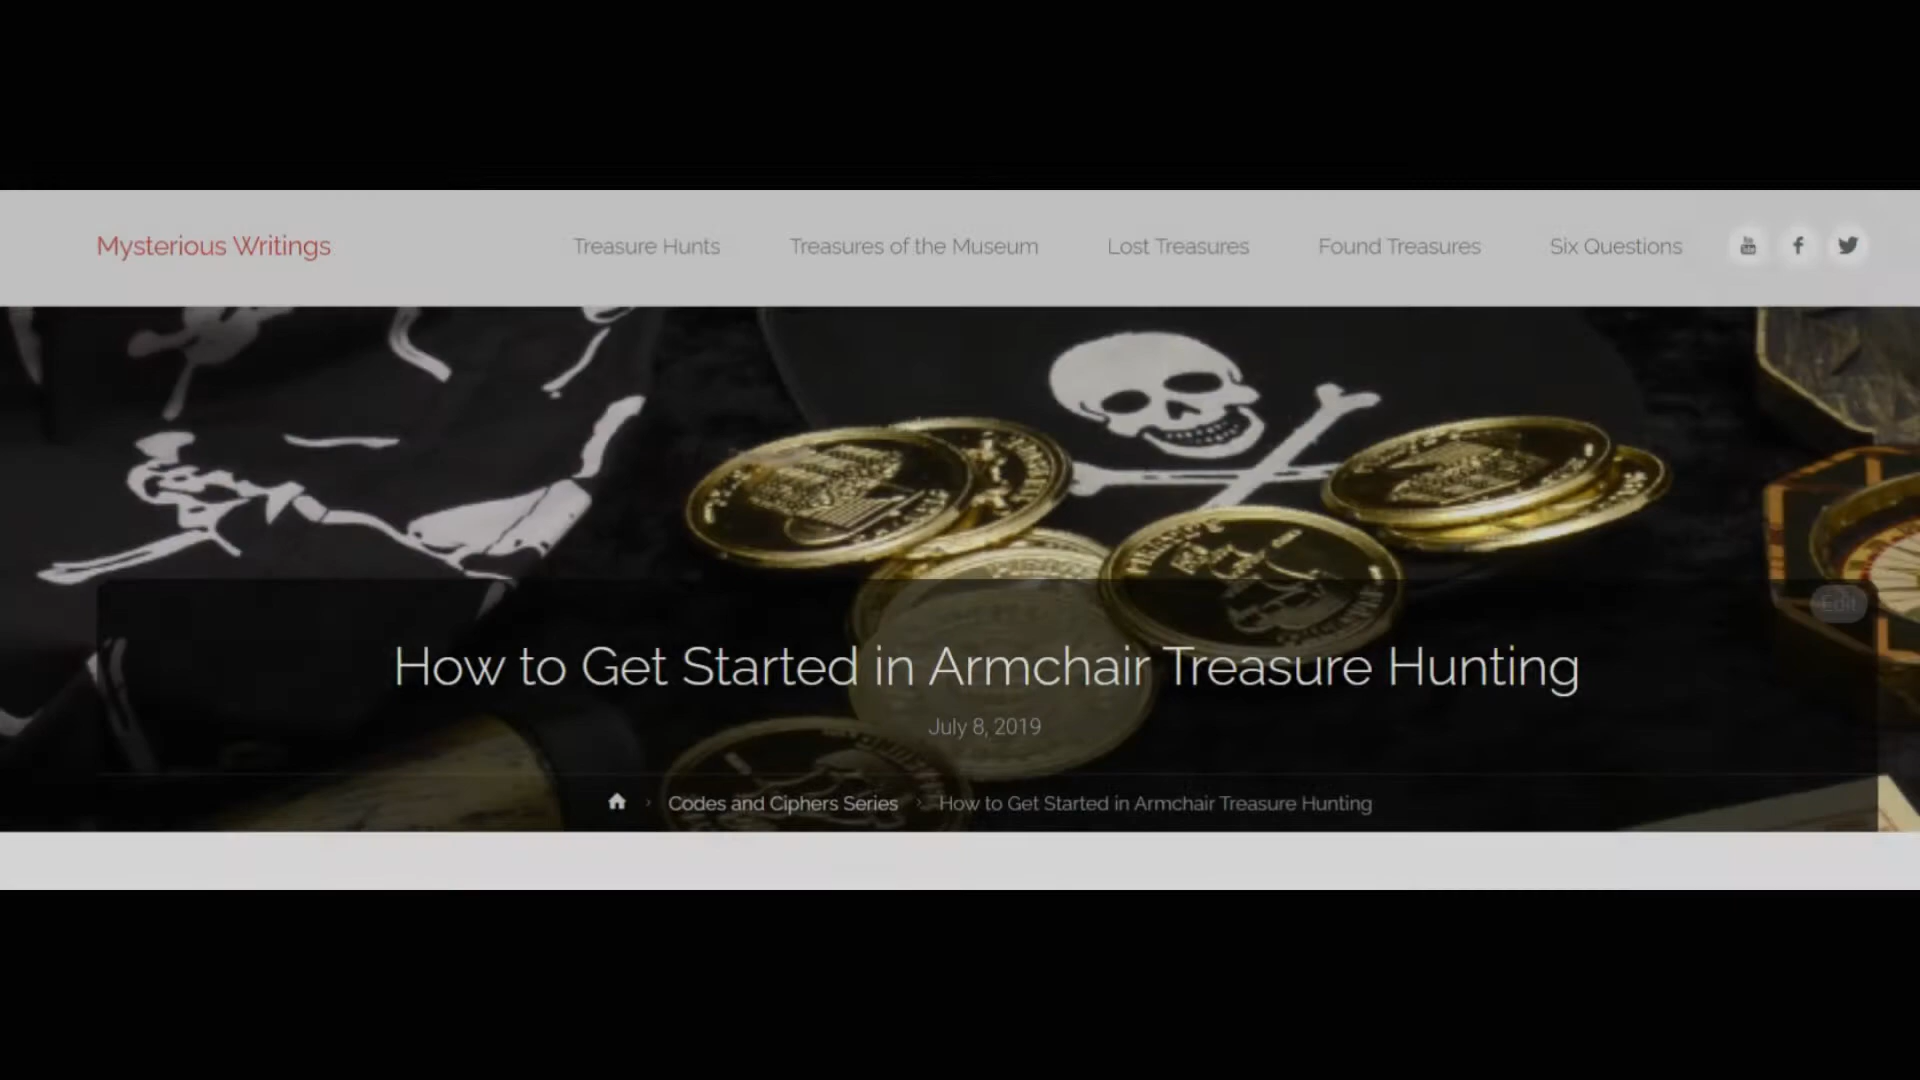 Mysterious Writings
Treasure Hunts
Treasures of the Museum
Lost Treasures
Found Treasures
Six Questions
Edit
How to Get Started in Armchair Treasure Hunting
July 8, 2019
Codes and Ciphers Series
How to Get Started in Armchair Treasure Hunting